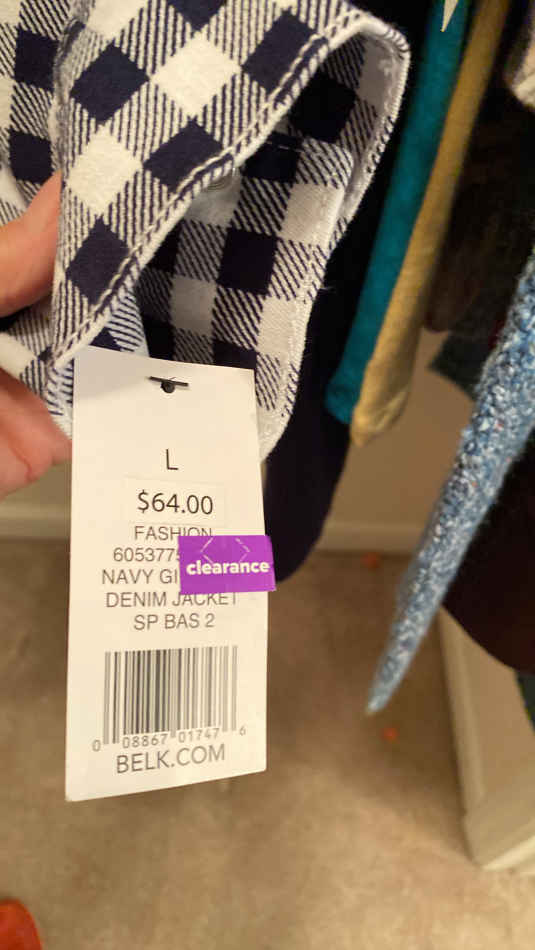 L
$64.00
FASHION
6053775
clearance
NAVY GI
DENIM JACKET
SP BAS 2
0 08867 01747 6
BELK.COM